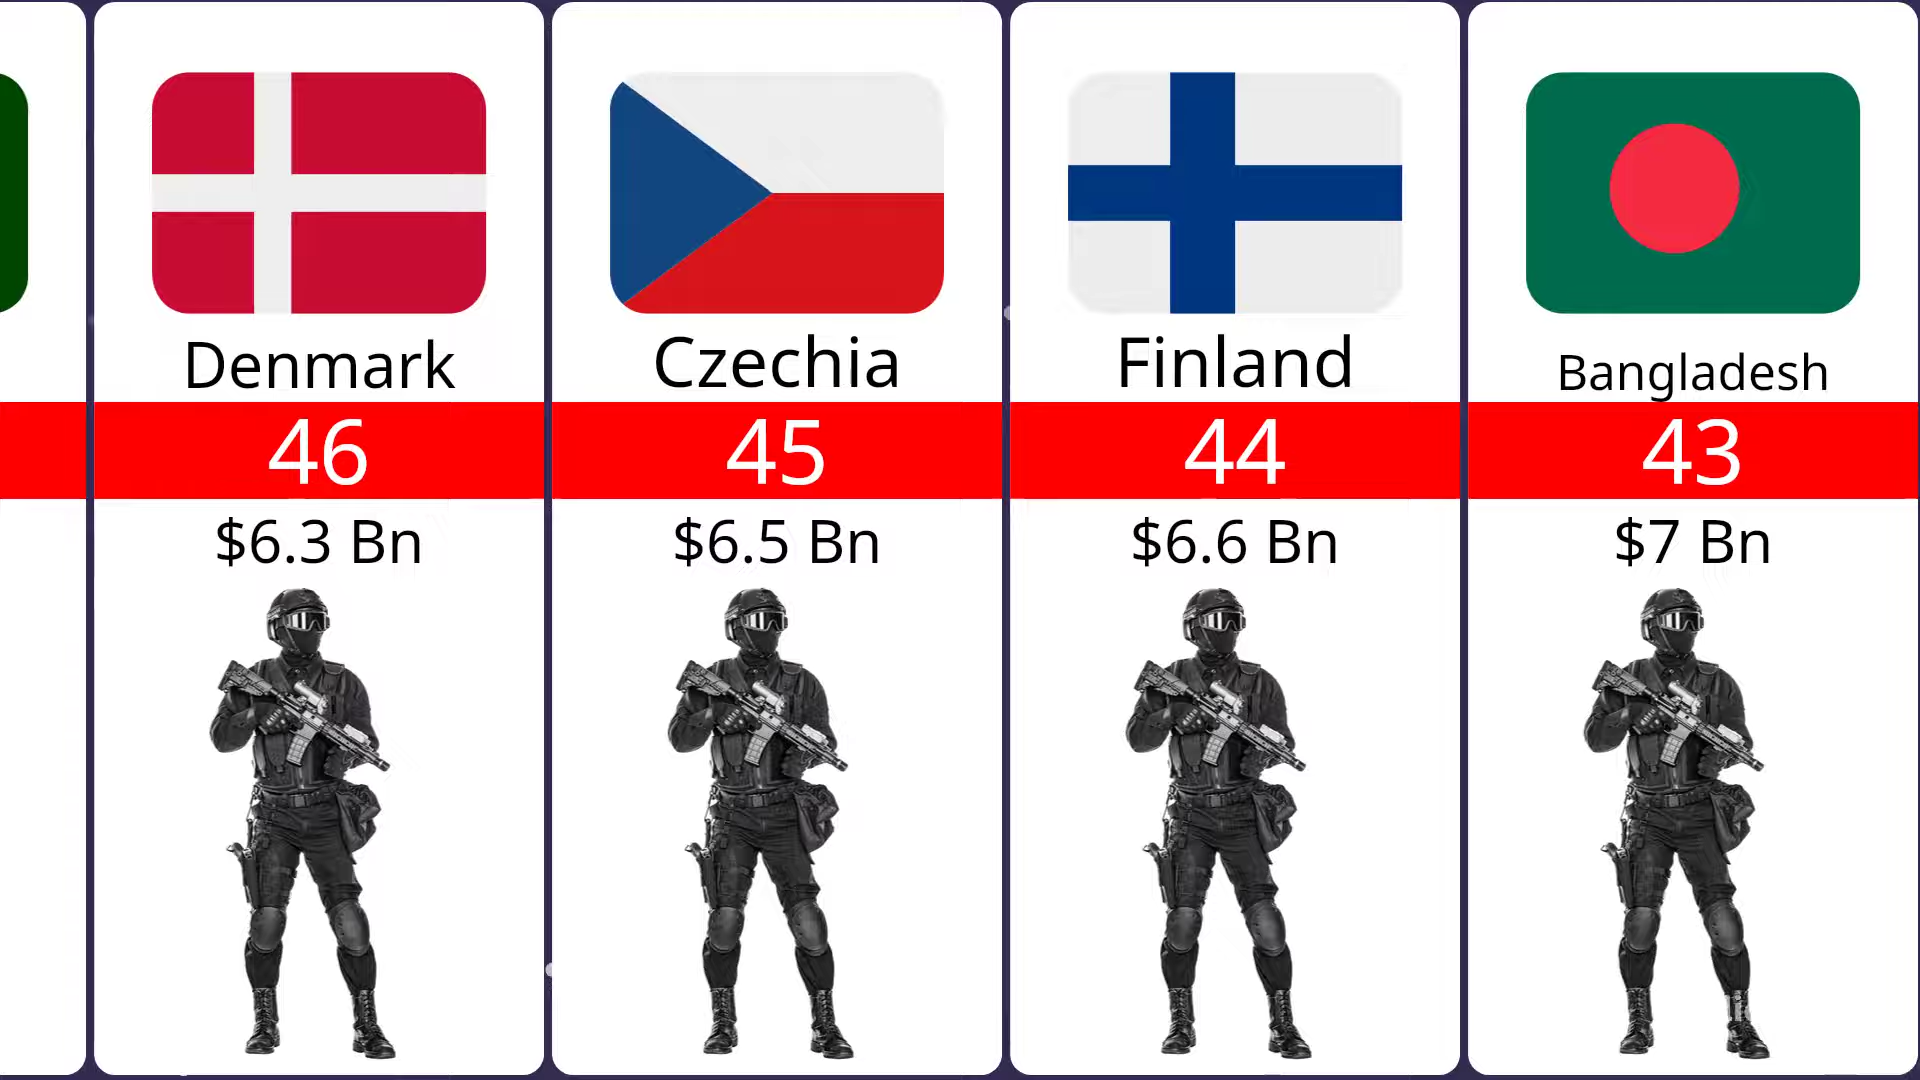 Denmark
46
$6.3 Bn
Czechia
45
$6.5 Bn
Finland
44
$6.6 Bn
Bangladesh
43
$7 Bn